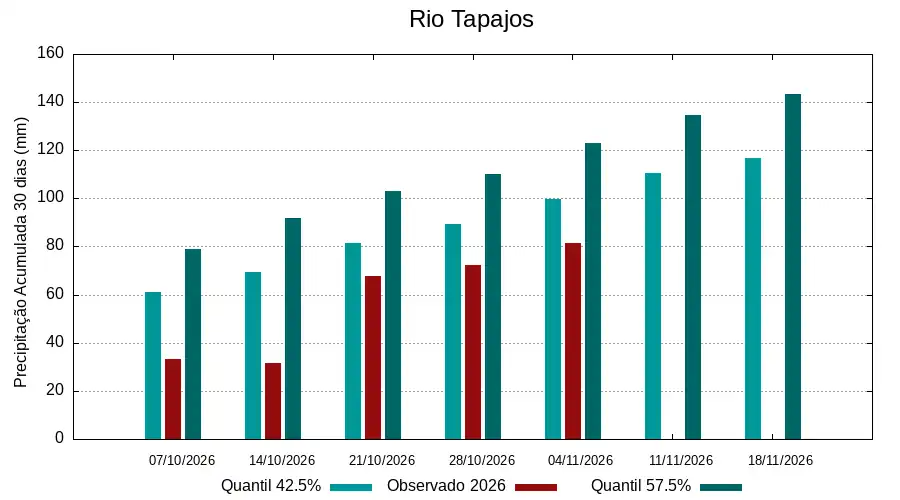 Rio Tapajos
Precipitação Acumulada 30 dias (mm)
160
140
120
100
80
60
40
20
0
07/10/2026 14/10/2026 21/10/2026 28/10/2026 04/11/2026 11/11/2026 18/11/2026
Quantil 42.5% Observado 2026 Quantil 57.5%